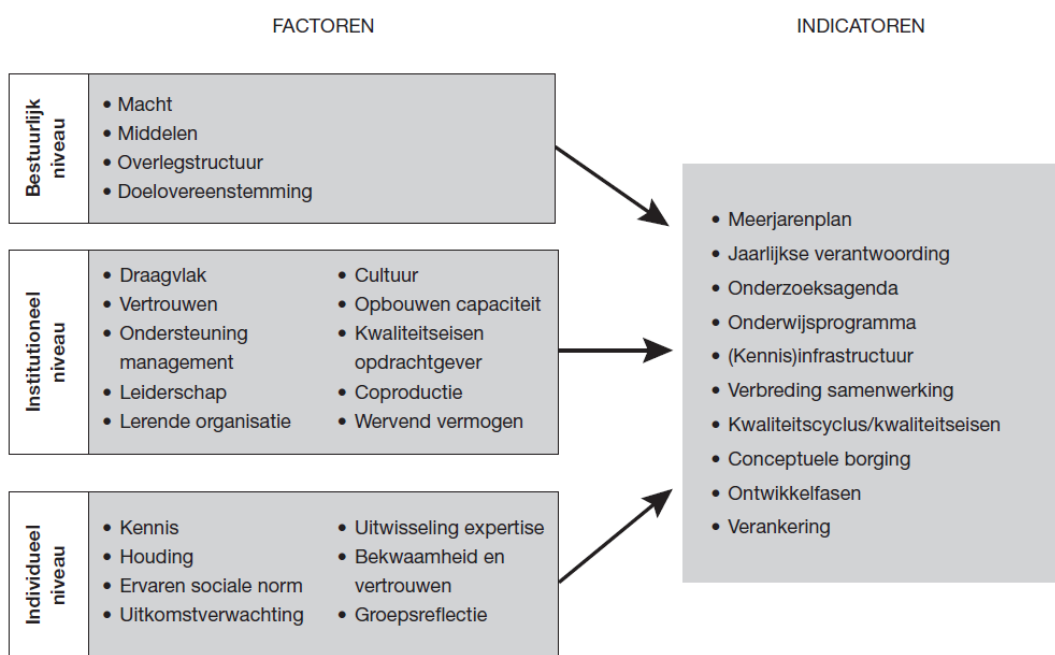 FACTOREN
INDICATOREN
Bestuurlijk
niveau
• Macht
• Middelen
• Overlegstructuur
• Doelovereenstemming
Institutioneel
niveau
• Draagvlak
• Vertrouwen
• Ondersteuning
management
• Leiderschap
• Lerende organisatie
• Cultuur
• Opbouwen capaciteit
• Kwaliteitseisen
opdrachtgever
• Coproductie
• Wervend vermogen
Individueel
niveau
• Kennis
• Houding
• Ervaren sociale norm
• Uitkomstverwachting
• Uitwisseling expertise
• Bekwaamheid en
vertrouwen
• Groepsreflectie
• Meerjarenplan
• Jaarlijkse verantwoording
• Onderzoeksagenda
• Onderwijsprogramma
• (Kennis)infrastructuur
• Verbreding samenwerking
• Kwaliteitscyclus/kwaliteitseisen
• Conceptuele borging
• Ontwikkelfasen
• Verankering